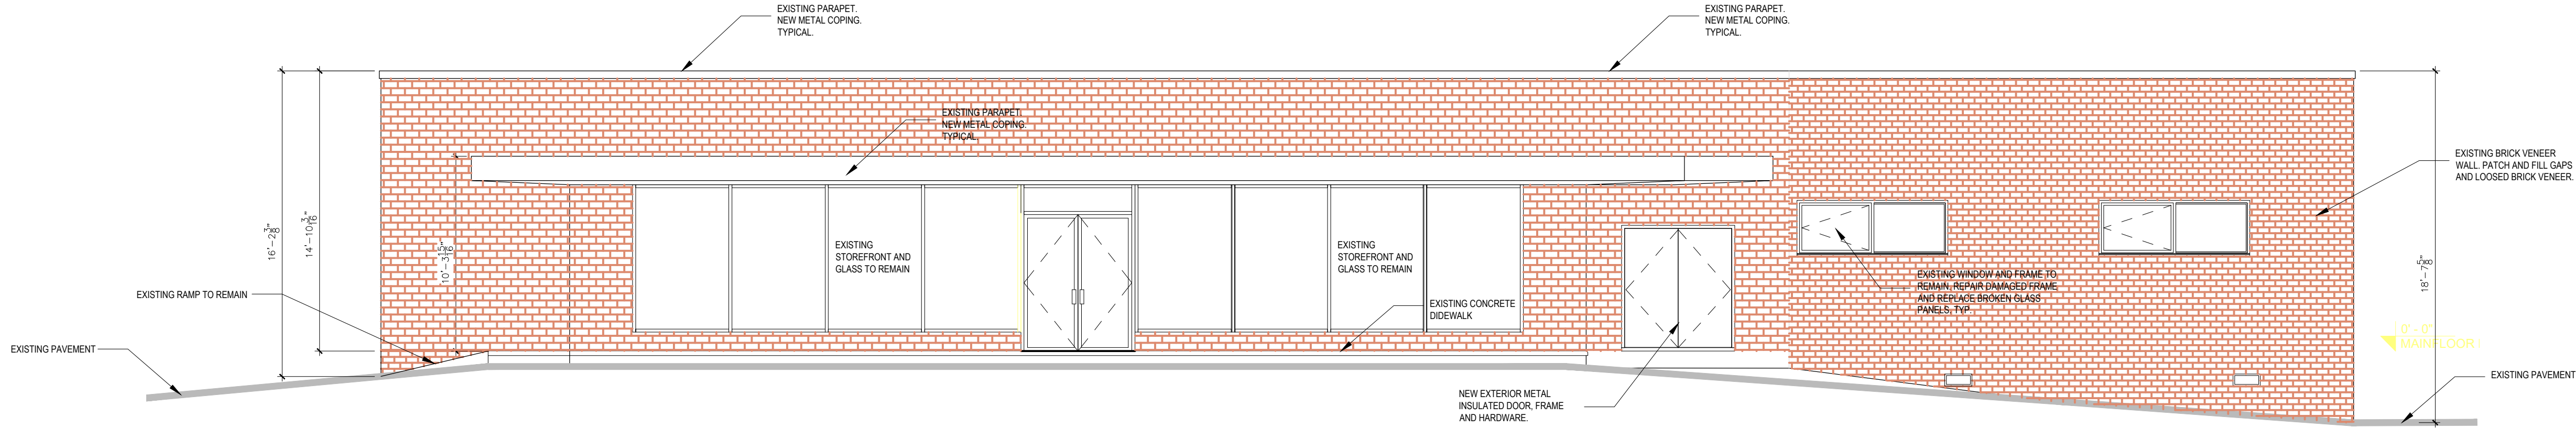 EXISTING PARAPET.
NEW METAL COPING.
TYPICAL.
EXISTING PARAPET.
NEW METAL COPING.
TYPICAL.
EXISTING PARAPET.
NEW METAL COPING.
TYPICAL.
EXISTING BRICK VENEER
WALL. PATCH AND FILL GAPS
AND LOOSED BRICK VENEER.
16'-2 3/8"
14'-10 3/16"
10'-3 15/16"
18'-7 5/8"
EXISTING
STOREFRONT AND
GLASS TO REMAIN
EXISTING
STOREFRONT AND
GLASS TO REMAIN
EXISTING WINDOW AND FRAME TO
REMAIN, REPAIR DAMAGED FRAME
AND REPLACE BROKEN GLASS
PANELS, TYP.
EXISTING RAMP TO REMAIN
EXISTING CONCRETE
DIDEWALK
0' - 0"
MAINFLOOR
EXISTING PAVEMENT
EXISTING PAVEMENT
NEW EXTERIOR METAL
INSULATED DOOR, FRAME
AND HARDWARE.